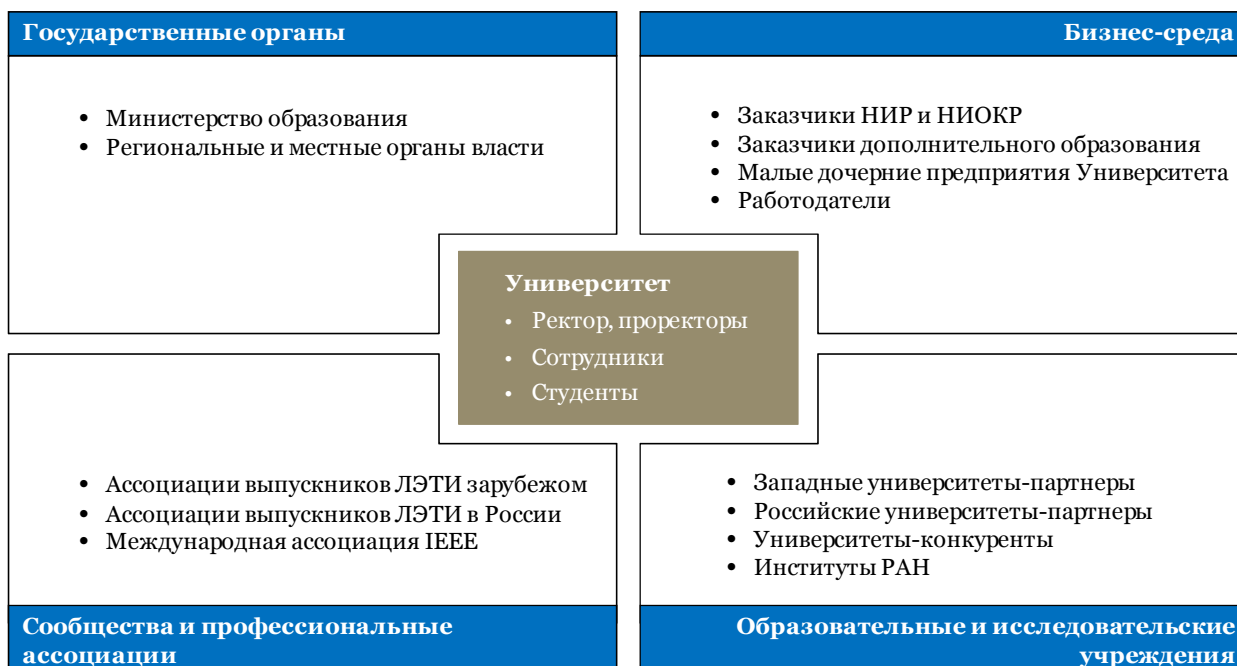 Государственные органы
• Министерство образования
• Региональные и местные органы власти
Бизнес-среда
• Заказчики НИР и НИОКР
• Заказчики дополнительного образования
• Малые дочерние предприятия Университета
• Работодатели
Университет
• Ректор, проректоры
• Сотрудники
• Студенты
• Ассоциации выпускников ЛЭТИ зарубежом
• Ассоциации выпускников ЛЭТИ в России
• Международная ассоциация IEEE
Сообщества и профессиональные
ассоциации
• Западные университеты-партнеры
• Российские университеты-партнеры
• Университеты-конкуренты
• Институты РАН
Образовательные и исследовательские
учреждения